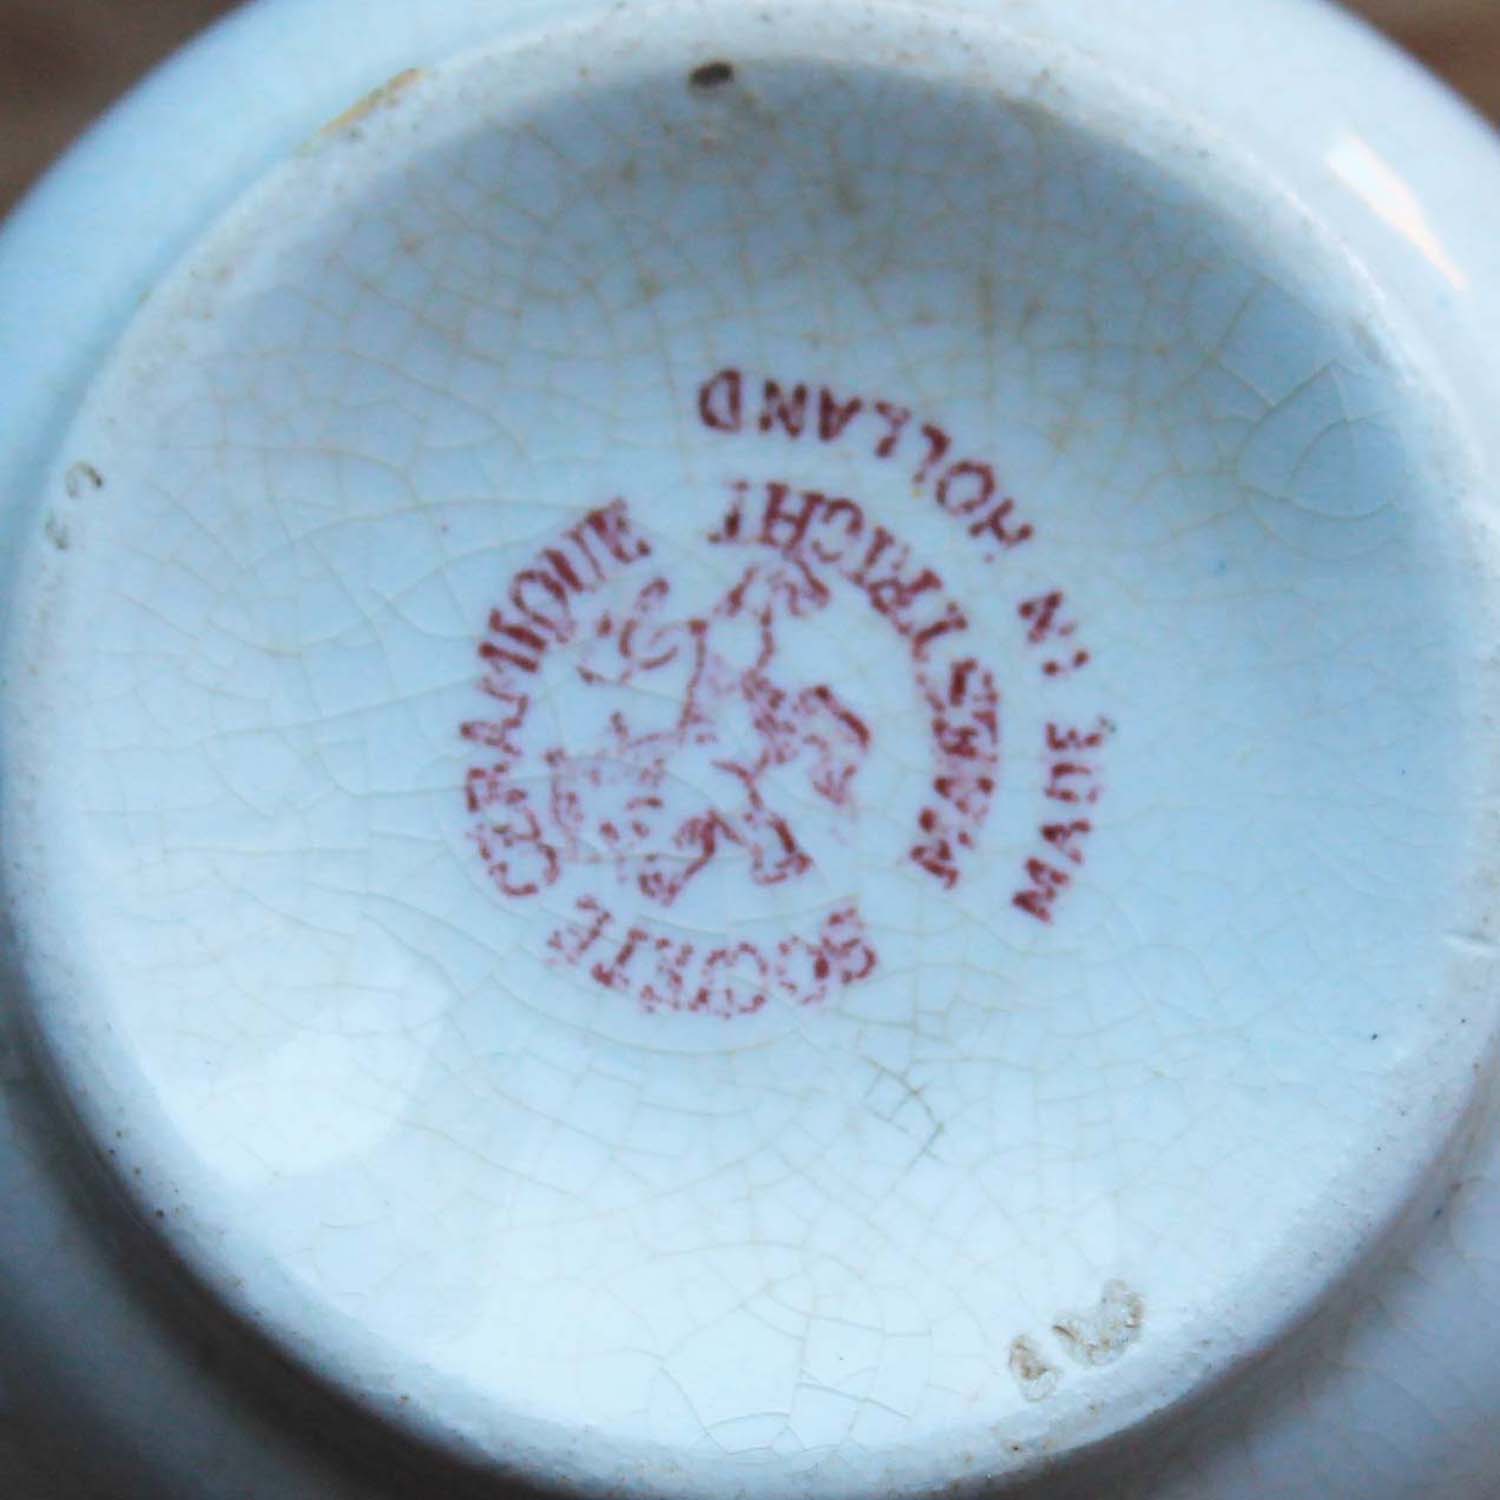 SOCIETE CERAMIQUE
MAESTRICHT
MADE IN HOLLAND